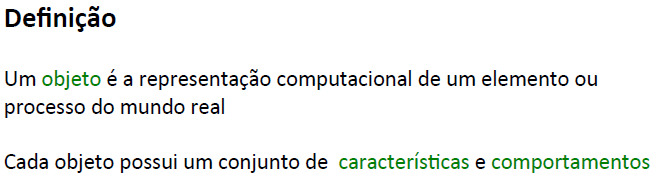 Definição
Um objeto é a representação computacional de um elemento ou
processo do mundo real
Cada objeto possui um conjunto de características e comportamentos